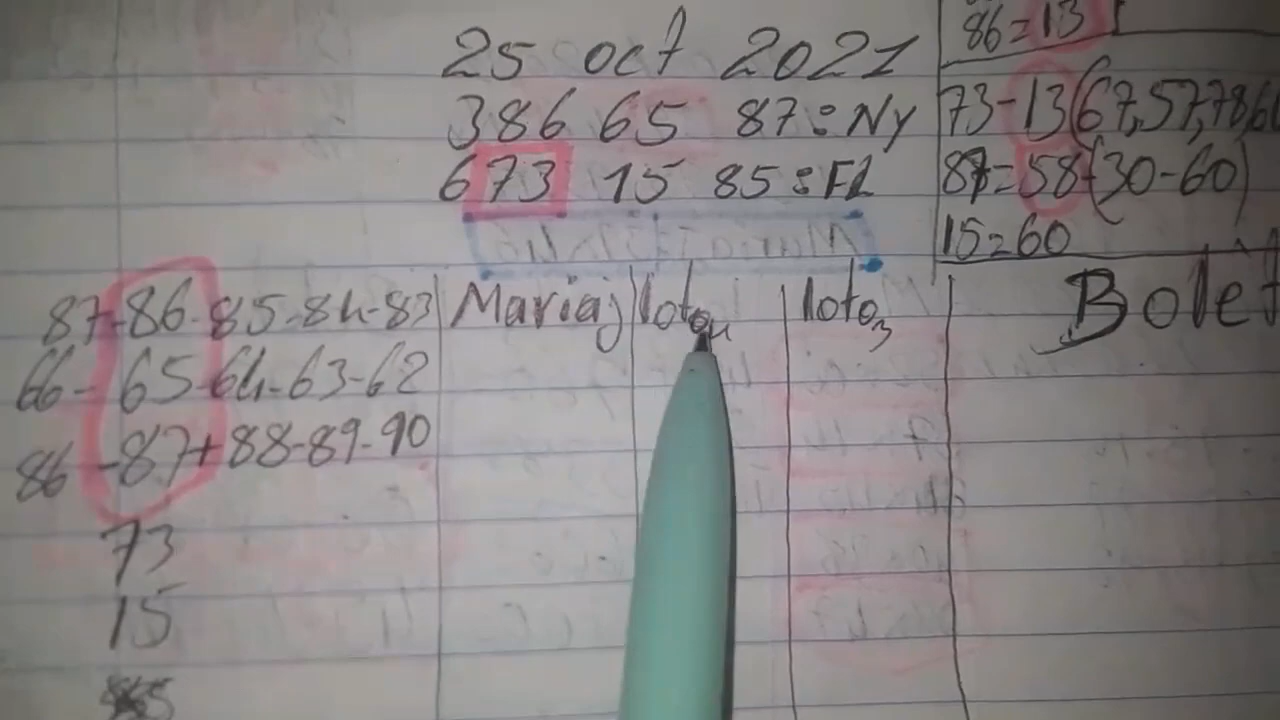 25 oct 2021
386 65 87:NY
673 15 85:FL
86=13
73-13(67,57,78,6
87=58(30-60)
15=60
87-86-85-84-83
66-65-64-63-62
86-87+88-89-90
73
15
85
Mariaj
loto4
loto3
Bolet